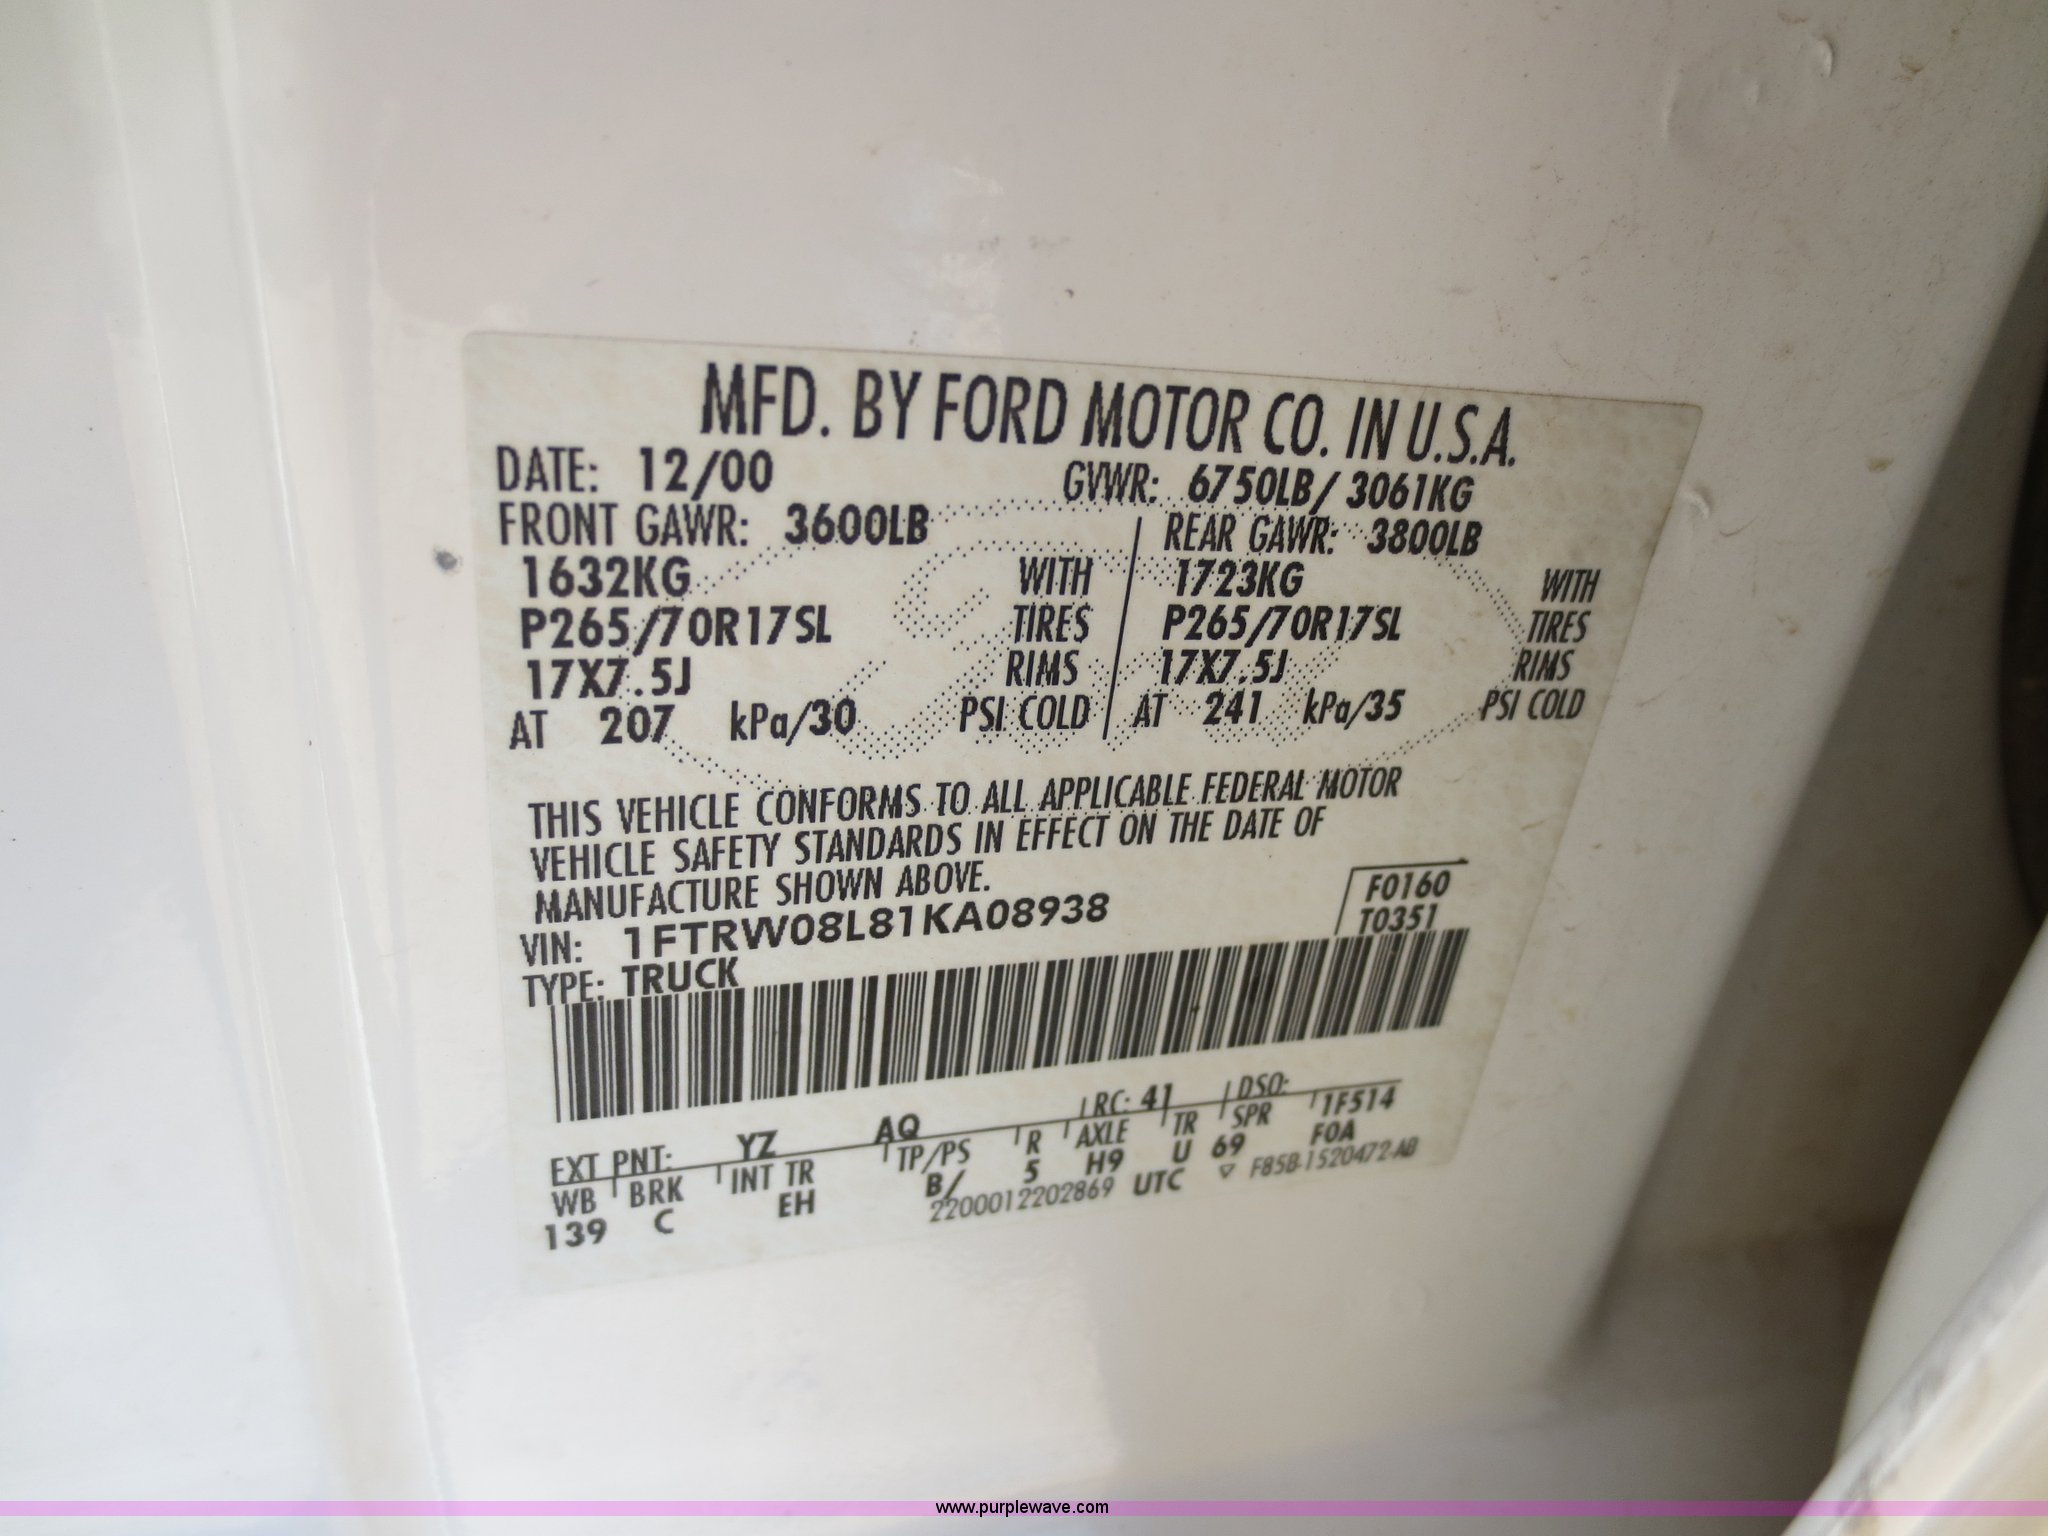 MFD. BY FORD MOTOR CO. IN U.S.A.
DATE: 12/00 GVWR: 6750LB/ 3061KG
FRONT GAWR: 3600LB REAR GAWR: 3800LB
1632KG WITH 1723KG WITH
P265/70R17SL TIRES P265/70R17SL TIRES
17X7.5J RIMS 17X7.5J RIMS
AT 207 kPa/30 PSI COLD AT 241 kPa/35 PSI COLD
THIS VEHICLE CONFORMS TO ALL APPLICABLE FEDERAL MOTOR
VEHICLE SAFETY STANDARDS IN EFFECT ON THE DATE OF
MANUFACTURE SHOWN ABOVE.
VIN: 1FTRW08L81KA08938 F0160
TYPE: TRUCK T0351
EXT PNT: YZ AQ RC: 41 DSO:
WB BRK INT TR TP/PS R AXLE TR SPR 1F514
139 C EH B/ 5 H9 U 69 F0A
2200012202869 UTC ▽ F85B-1520472-AB
www.purplewave.com